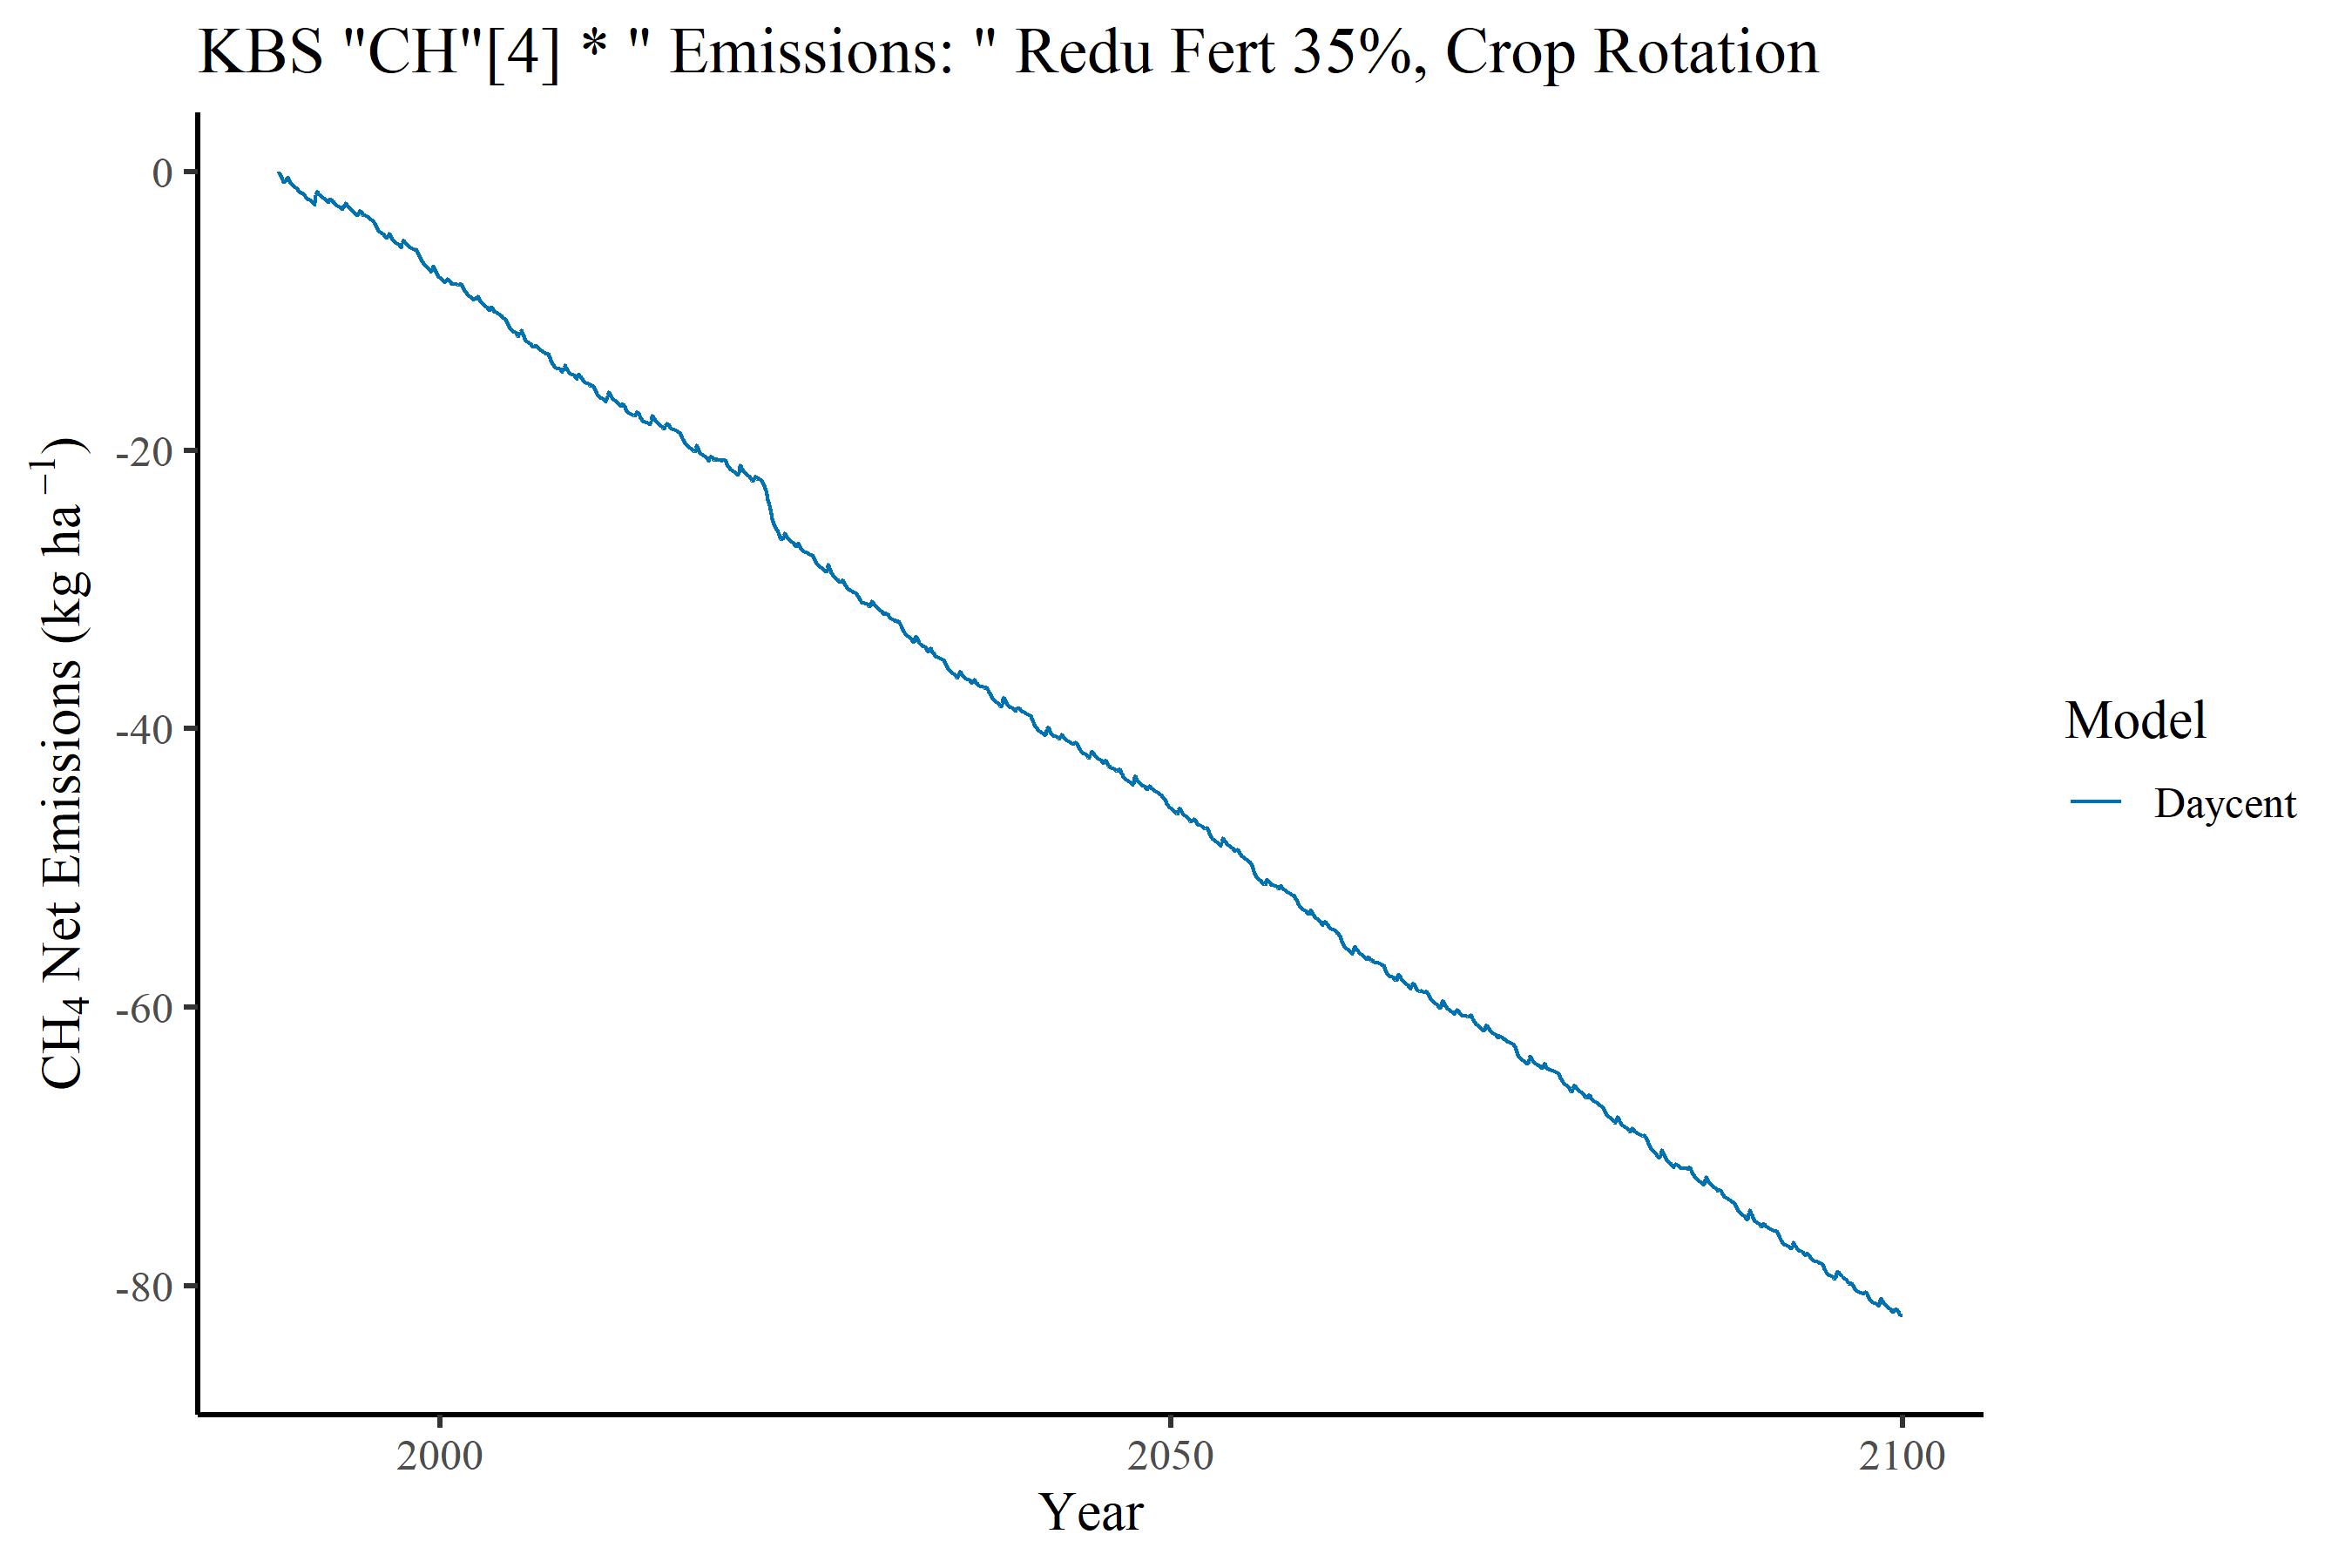 KBS "CH"[4] * " Emissions: " Redu Fert 35%, Crop Rotation
CH₄ Net Emissions (kg ha ⁻¹)
0
-20
-40
-60
-80
2000
2050
2100
Year
Model
Daycent